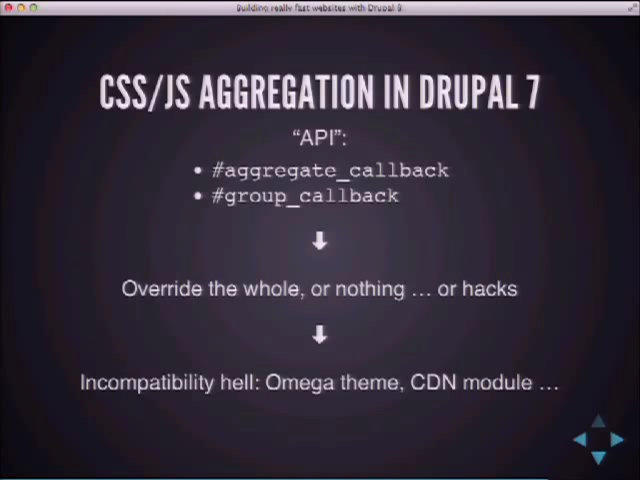 Building really fast websites with Drupal 8
CSS/JS AGGREGATION IN DRUPAL 7
“API”:
• #aggregate_callback
• #group_callback
Override the whole, or nothing … or hacks
Incompatibility hell: Omega theme, CDN module …